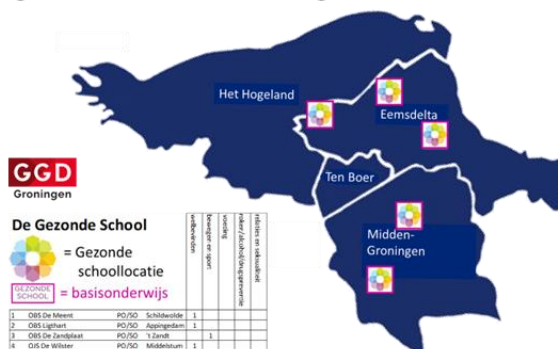 Het Hogeland
Eemsdelta
Ten Boer
GGD
Groningen
Midden-
Groningen
De Gezonde School
= Gezonde
schoollocatie
GEZONDE
SCHOOL
= basisonderwijs
welbevinden
bewegen en sport
voeding
roken/alcohol/drugspreventie
relaties en seksualiteit
1 OBS De Meent PO/SO Schildwolde 1
2 OBS Ligthart PO/SO Appingedam 1
3 OBS De Zandplaat PO/SO 't Zandt 1
4 OJS De Wilster PO/SO Middelstum 1